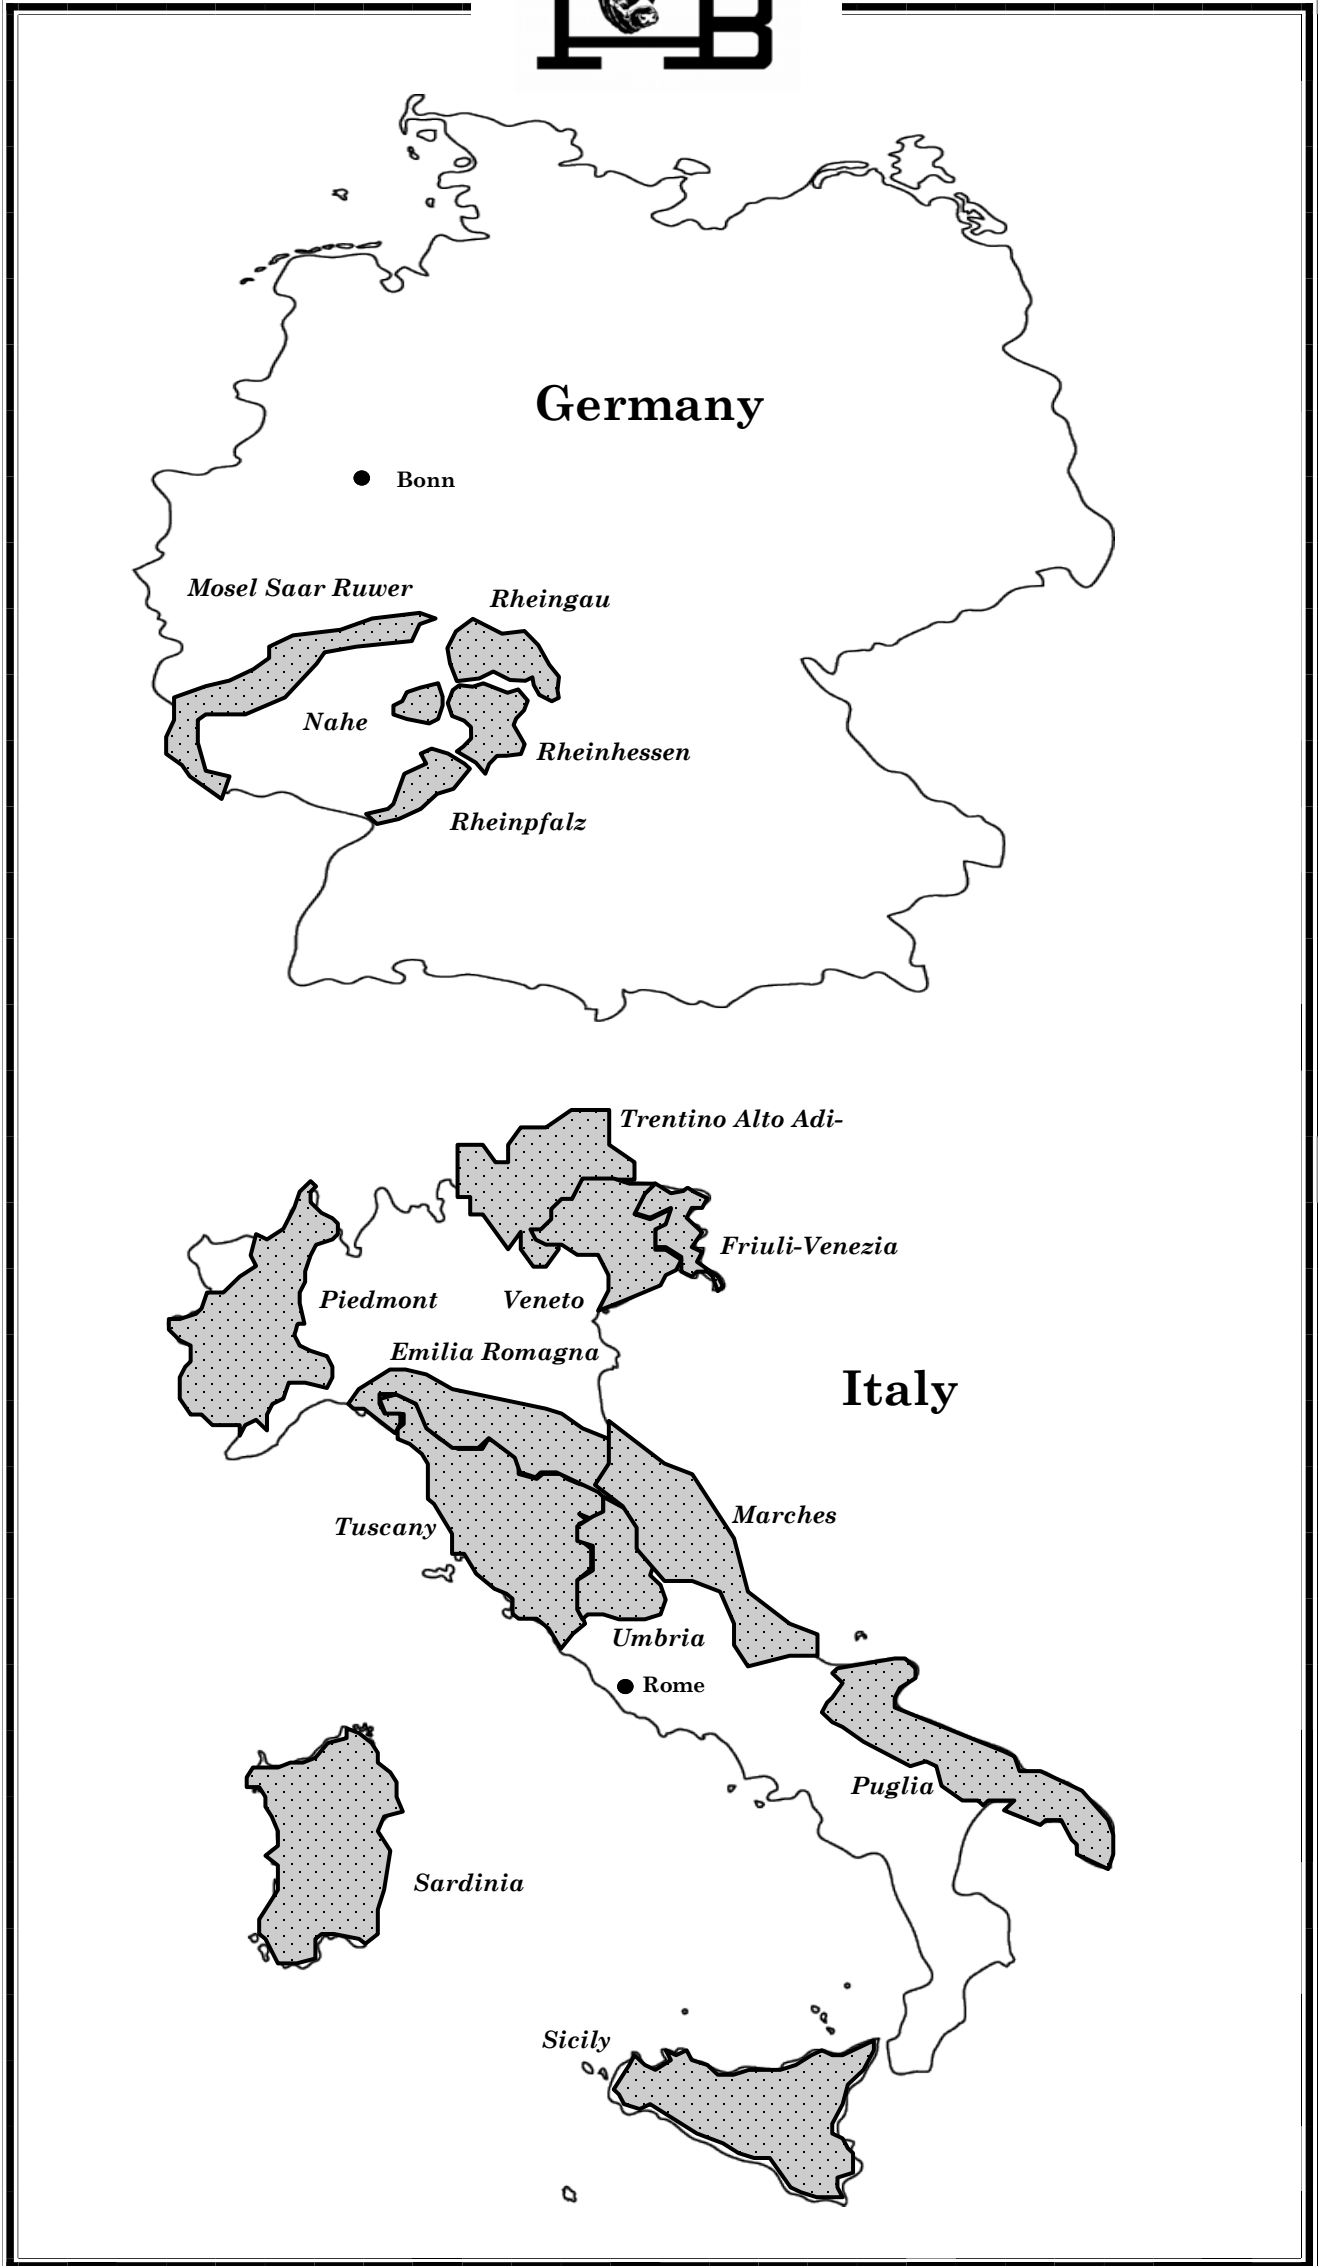 B
Germany
Bonn
Mosel Saar Ruwer
Rheingau
Nahe
Rheinhessen
Rheinpfalz
Trentino Alto Adi-
Friuli-Venezia
Piedmont
Veneto
Emilia Romagna
Italy
Marches
Tuscany
Umbria
Rome
Puglia
Sardinia
Sicily